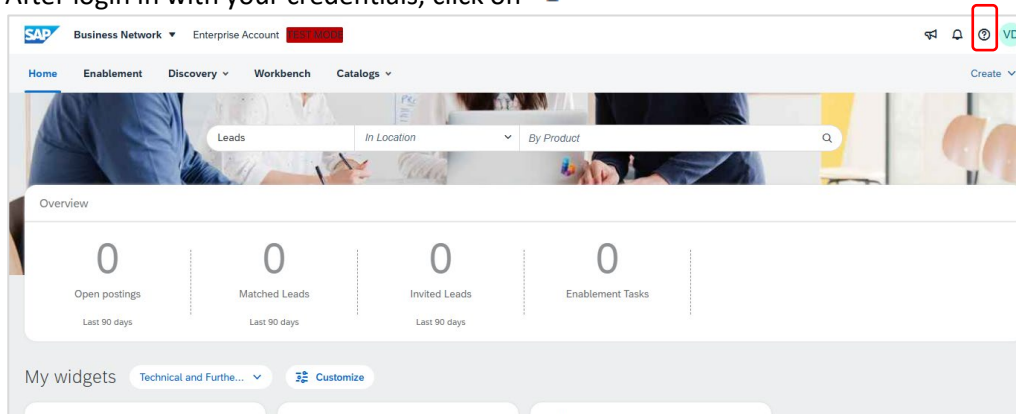 After login in with your credentials, click on
SAP Business Network Enterprise Account TEST MODE
VD
Home Enablement Discovery Workbench Catalogs Create
Leads In Location By Product
Overview
0 0 0 0
Open postings Matched Leads Invited Leads Enablement Tasks
Last 90 days Last 90 days Last 90 days
My widgets Technical and Furthe... Customize